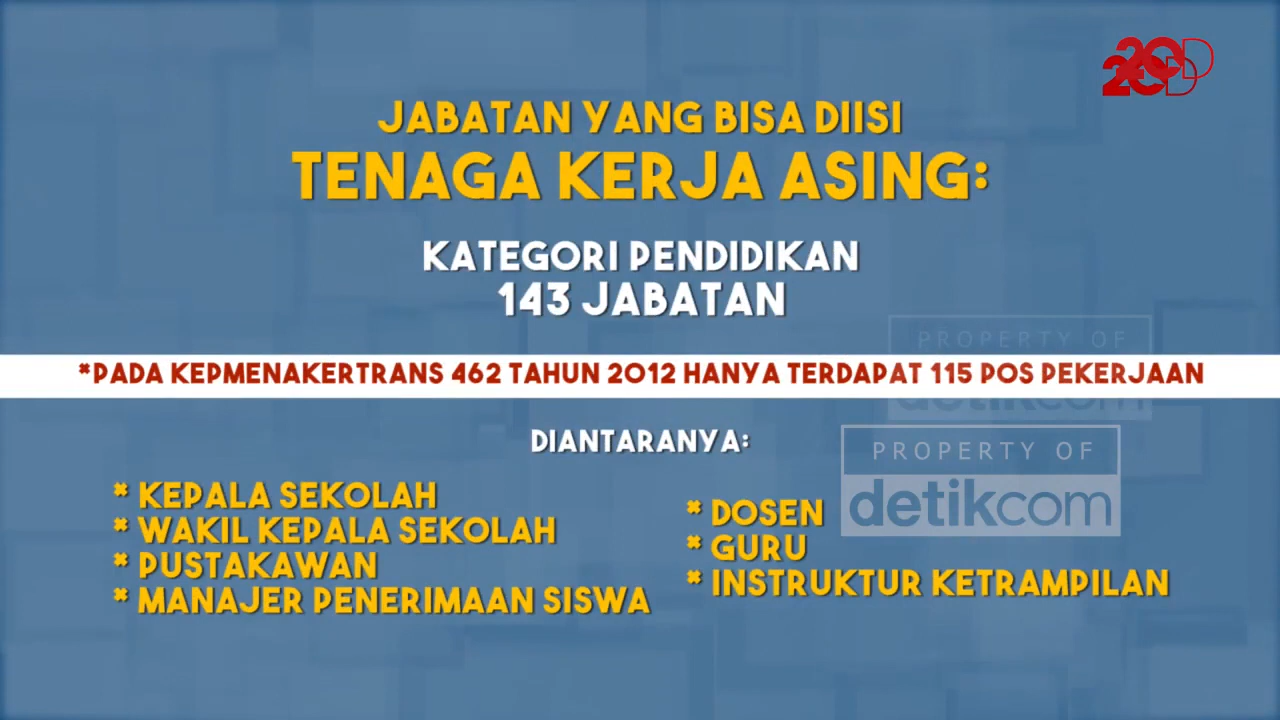 20D
JABATAN YANG BISA DIISI
TENAGA KERJA ASING:
KATEGORI PENDIDIKAN
143 JABATAN
PROPERTY OF
*PADA KEPMENAKERTRANS 462 TAHUN 2012 HANYA TERDAPAT 115 POS PEKERJAAN
detikcom
DIANTARANYA:
PROPERTY OF
detikcom
* KEPALA SEKOLAH
* WAKIL KEPALA SEKOLAH
* PUSTAKAWAN
* MANAJER PENERIMAAN SISWA
* DOSEN
* GURU
* INSTRUKTUR KETRAMPILAN